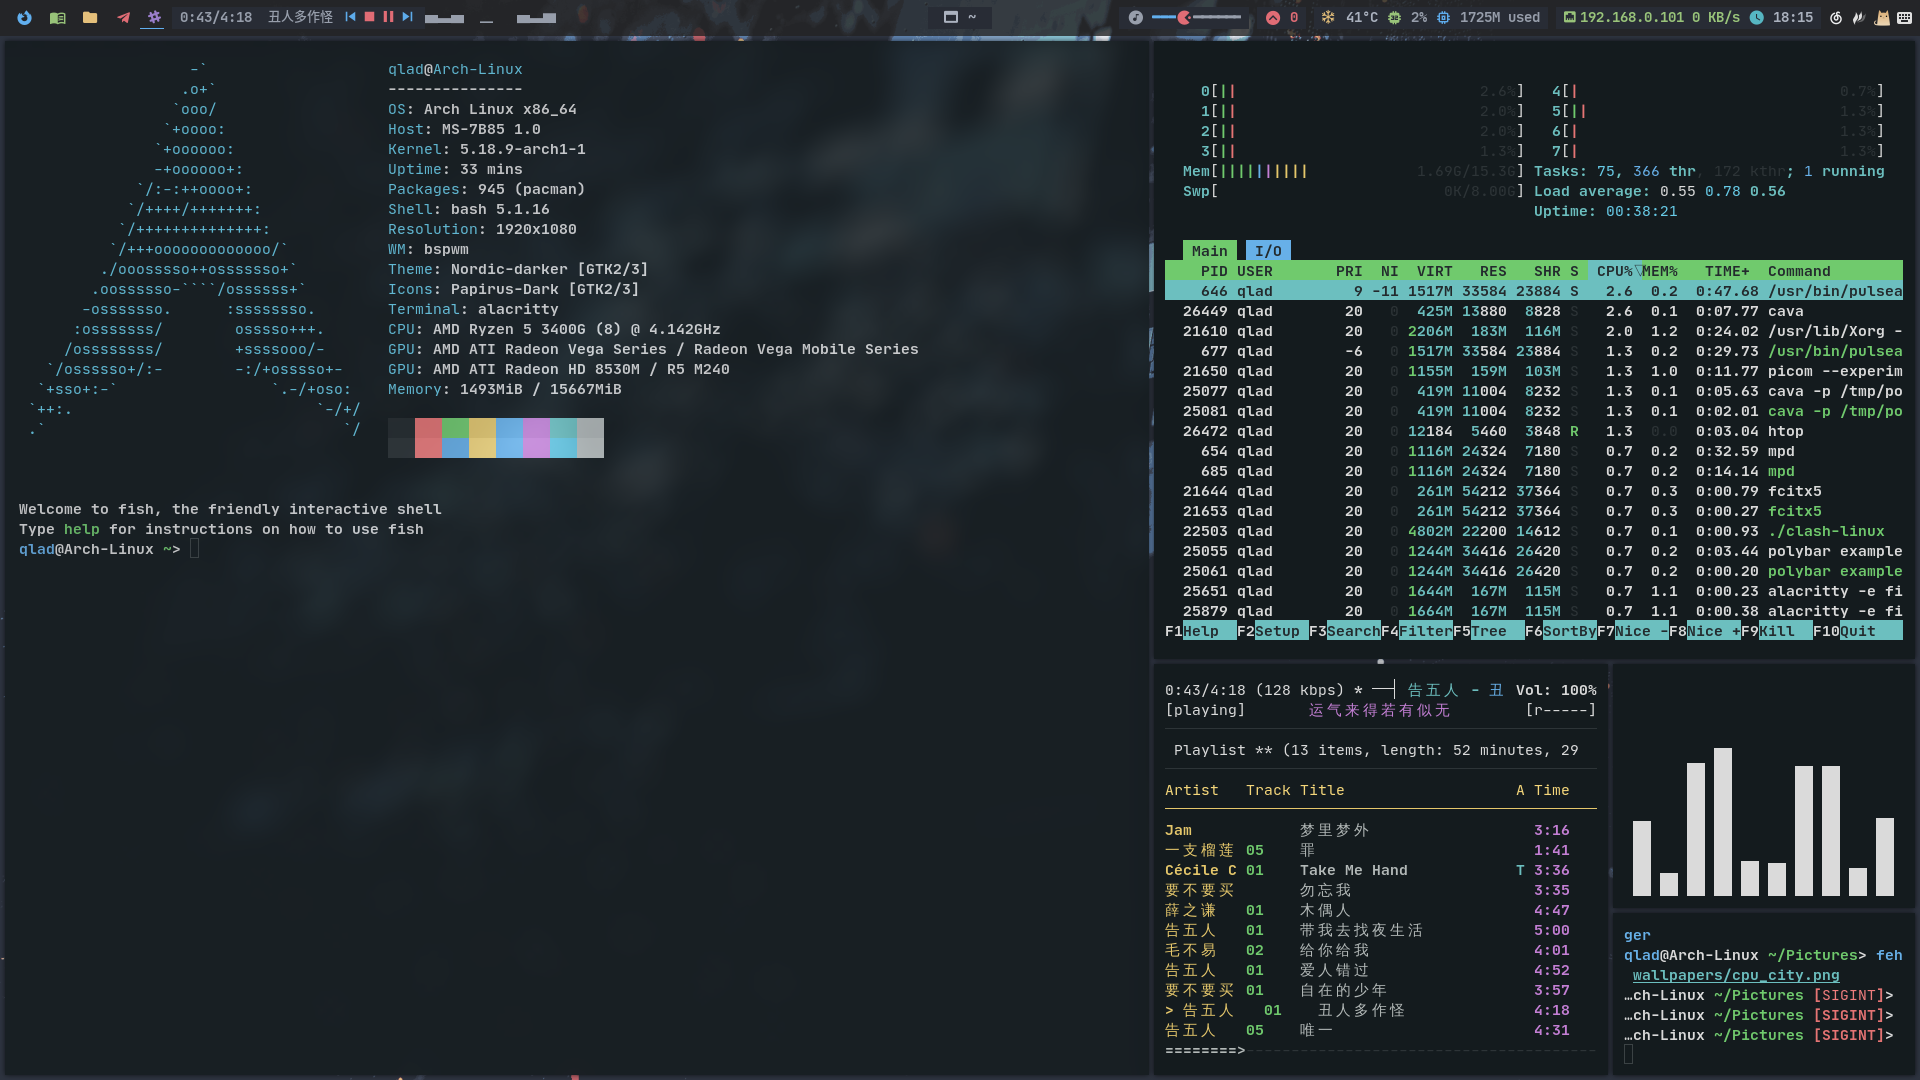 0:43/4:18 丑人多作怪
~
0 41°C 2% 1725M used 192.168.0.101 0 KB/s 18:15
-`
.o+`
`ooo/
`+oooo:
`+oooooo:
-+oooooo+:
`/:-:++oooo+:
`/++++/+++++++:
`/++++++++++++++:
`/+++ooooooooooooo/`
./ooosssso++osssssso+`
.oossssso-````/ossssss+`
-osssssso. :ssssssso.
:osssssss/ osssso+++.
/ossssssss/ +ssssooo/-
`/ossssso+/:- -:/+osssso+-
`+sso+:-` `.-/+oso:
`++:. `-/+/
.` `/
qlad@Arch-Linux
---------------
OS: Arch Linux x86_64
Host: MS-7B85 1.0
Kernel: 5.18.9-arch1-1
Uptime: 33 mins
Packages: 945 (pacman)
Shell: bash 5.1.16
Resolution: 1920x1080
WM: bspwm
Theme: Nordic-darker [GTK2/3]
Icons: Papirus-Dark [GTK2/3]
Terminal: alacritty
CPU: AMD Ryzen 5 3400G (8) @ 4.142GHz
GPU: AMD ATI Radeon Vega Series / Radeon Vega Mobile Series
GPU: AMD ATI Radeon HD 8530M / R5 M240
Memory: 1493MiB / 15667MiB
Welcome to fish, the friendly interactive shell
Type help for instructions on how to use fish
qlad@Arch-Linux ~>
0[|| 2.6%] 4[| 0.7%]
1[|| 2.0%] 5[|| 1.3%]
2[|| 2.0%] 6[| 1.3%]
3[|| 1.3%] 7[| 1.3%]
Mem[|||||||||| 1.69G/15.3G] Tasks: 75, 366 thr, 172 kthr; 1 running
Swp[ 0K/8.00G] Load average: 0.55 0.78 0.56
Uptime: 00:38:21
Main I/O
PID USER PRI NI VIRT RES SHR S CPU%▽MEM% TIME+ Command
646 qlad 9 -11 1517M 33584 23884 S 2.6 0.2 0:47.68 /usr/bin/pulsea
26449 qlad 20 0 425M 13880 8828 S 2.6 0.1 0:07.77 cava
21610 qlad 20 0 2206M 183M 116M S 2.0 1.2 0:24.02 /usr/lib/Xorg -
677 qlad -6 0 1517M 33584 23884 S 1.3 0.2 0:29.73 /usr/bin/pulsea
21650 qlad 20 0 1155M 159M 103M S 1.3 1.0 0:11.77 picom --experim
25077 qlad 20 0 419M 11004 8232 S 1.3 0.1 0:05.63 cava -p /tmp/po
25081 qlad 20 0 419M 11004 8232 S 1.3 0.1 0:02.01 cava -p /tmp/po
26472 qlad 20 0 12184 5460 3848 R 1.3 0.0 0:03.04 htop
654 qlad 20 0 1116M 24324 7180 S 0.7 0.2 0:32.59 mpd
685 qlad 20 0 1116M 24324 7180 S 0.7 0.2 0:14.14 mpd
21644 qlad 20 0 261M 54212 37364 S 0.7 0.3 0:00.79 fcitx5
21653 qlad 20 0 261M 54212 37364 S 0.7 0.3 0:00.27 fcitx5
22503 qlad 20 0 4802M 22200 14612 S 0.7 0.1 0:00.93 ./clash-linux
25055 qlad 20 0 1244M 34416 26420 S 0.7 0.2 0:03.44 polybar example
25061 qlad 20 0 1244M 34416 26420 S 0.7 0.2 0:00.20 polybar example
25651 qlad 20 0 1644M 167M 115M S 0.7 1.1 0:00.23 alacritty -e fi
25879 qlad 20 0 1664M 167M 115M S 0.7 1.1 0:00.38 alacritty -e fi
F1Help F2Setup F3SearchF4FilterF5Tree F6SortByF7Nice -F8Nice +F9Kill F10Quit
0:43/4:18 (128 kbps) * ──┤ 告五人 - 丑 Vol: 100%
[playing] 运气来得若有似无 [r-----]
Playlist ** (13 items, length: 52 minutes, 29
Artist Track Title A Time
Jam 梦里梦外 3:16
一支榴莲 05 罪 1:41
Cécile C 01 Take Me Hand T 3:36
要不要买 勿忘我 3:35
薛之谦 01 木偶人 4:47
告五人 01 带我去找夜生活 5:00
毛不易 02 给你给我 4:01
告五人 01 爱人错过 4:52
要不要买 01 自在的少年 3:57
> 告五人 01 丑人多作怪 4:18
告五人 05 唯一 4:31
========>---------------------------------------
ger
qlad@Arch-Linux ~/Pictures> feh
wallpapers/cpu_city.png
…ch-Linux ~/Pictures [SIGINT]>
…ch-Linux ~/Pictures [SIGINT]>
…ch-Linux ~/Pictures [SIGINT]>